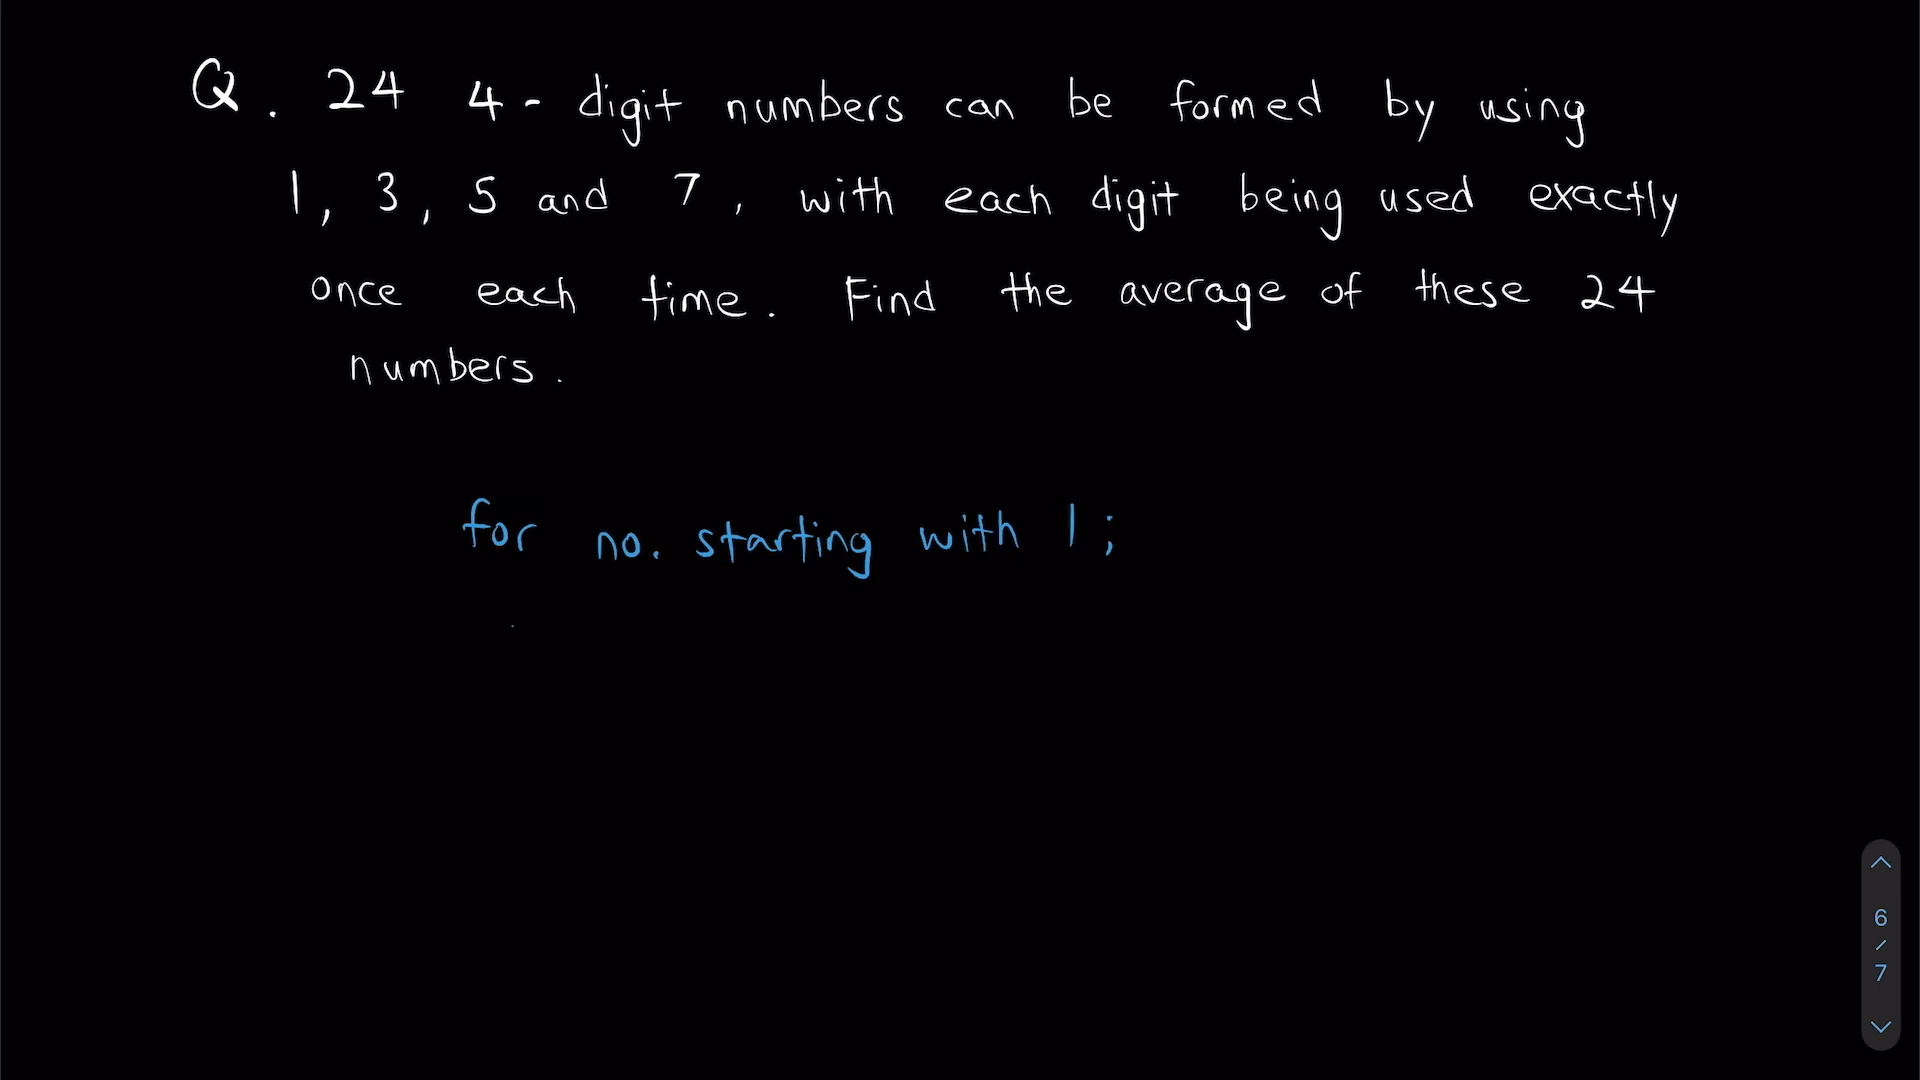 Q. 24 4-digit numbers can be formed by using
1, 3, 5 and 7, with each digit being used exactly
once each time. Find the average of these 24
numbers.
for no. starting with 1;
6
/
7